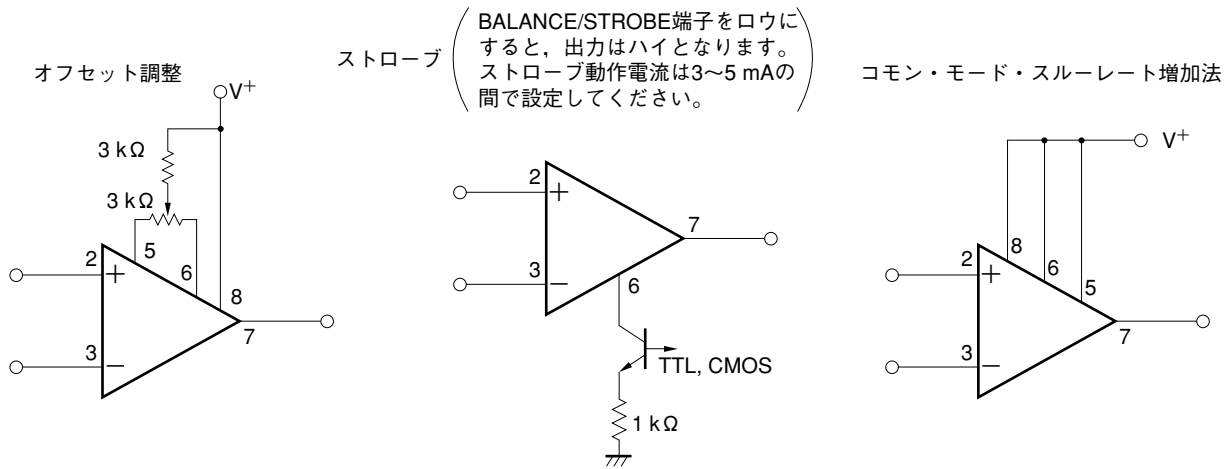 オフセット調整
V+
3 kΩ
3 kΩ
5
6
8
2
+
3
−
7
ストローブ
BALANCE/STROBE端子をロウに
すると，出力はハイとなります。
ストローブ動作電流は3〜5 mAの
間で設定してください。
2
+
3
−
7
6
TTL, CMOS
1 kΩ
コモン・モード・スルーレート増加法
V+
8
6
5
2
+
3
−
7